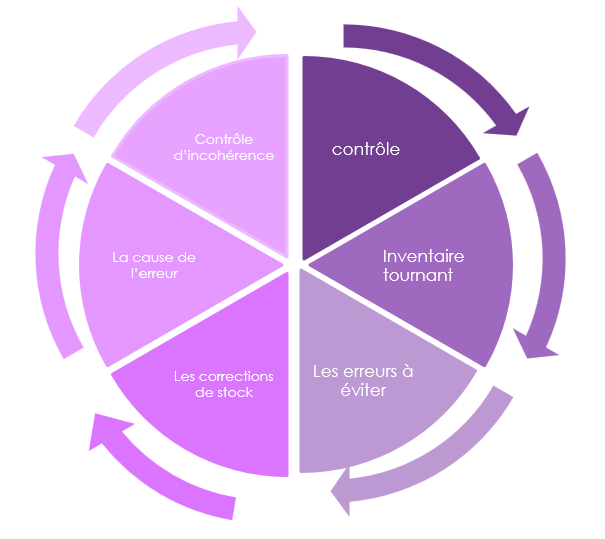 contrôle
Inventaire
tournant
Les erreurs à
éviter
Les corrections
de stock
La cause de
l'erreur
Contrôle
d'incohérence